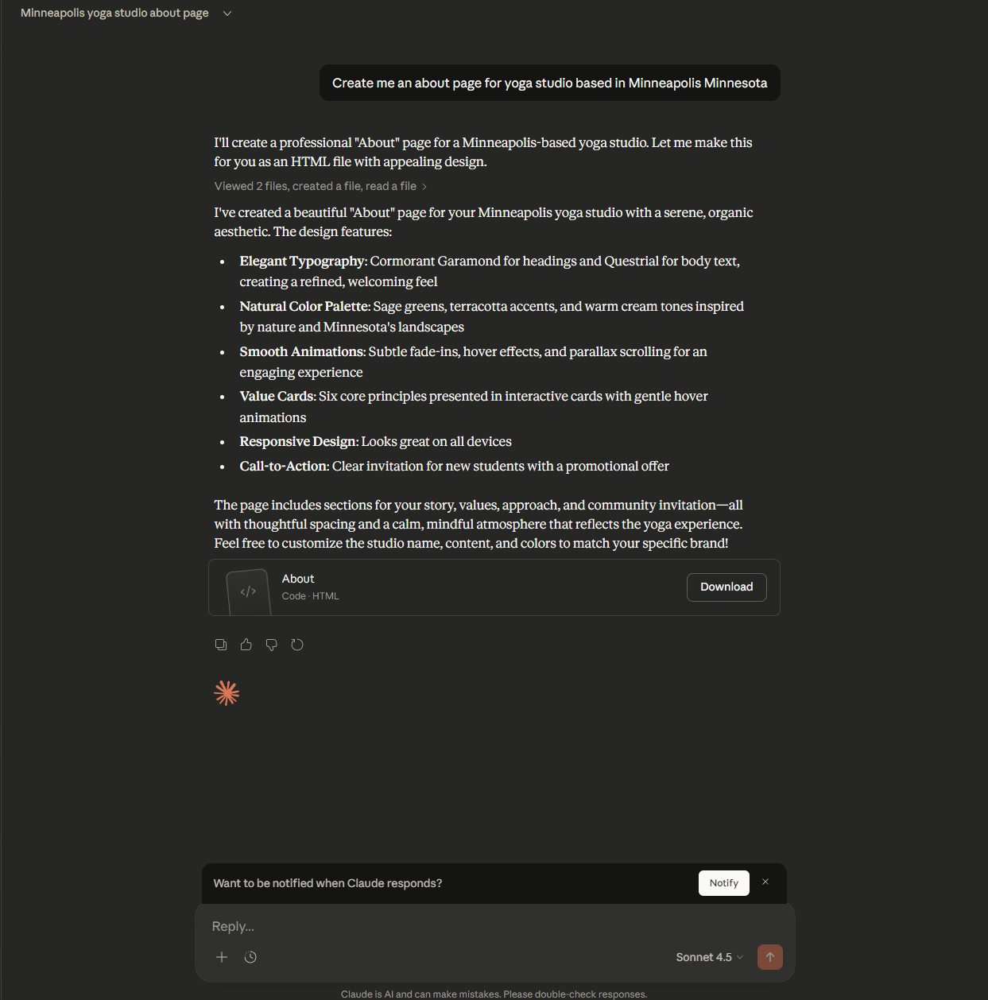 Minneapolis yoga studio about page
Create me an about page for yoga studio based in Minneapolis Minnesota
I'll create a professional "About" page for a Minneapolis-based yoga studio. Let me make this
for you as an HTML file with appealing design.
Viewed 2 files, created a file, read a file
I've created a beautiful "About" page for your Minneapolis yoga studio with a serene, organic
aesthetic. The design features:
• Elegant Typography: Cormorant Garamond for headings and Questrial for body text,
creating a refined, welcoming feel
• Natural Color Palette: Sage greens, terracotta accents, and warm cream tones inspired
by nature and Minnesota's landscapes
• Smooth Animations: Subtle fade-ins, hover effects, and parallax scrolling for an
engaging experience
• Value Cards: Six core principles presented in interactive cards with gentle hover
animations
• Responsive Design: Looks great on all devices
• Call-to-Action: Clear invitation for new students with a promotional offer
The page includes sections for your story, values, approach, and community invitation—all
with thoughtful spacing and a calm, mindful atmosphere that reflects the yoga experience.
Feel free to customize the studio name, content, and colors to match your specific brand!
</>
About
Code · HTML
Download
Want to be notified when Claude responds?
Notify
Reply...
Sonnet 4.5
Claude is AI and can make mistakes. Please double-check responses.